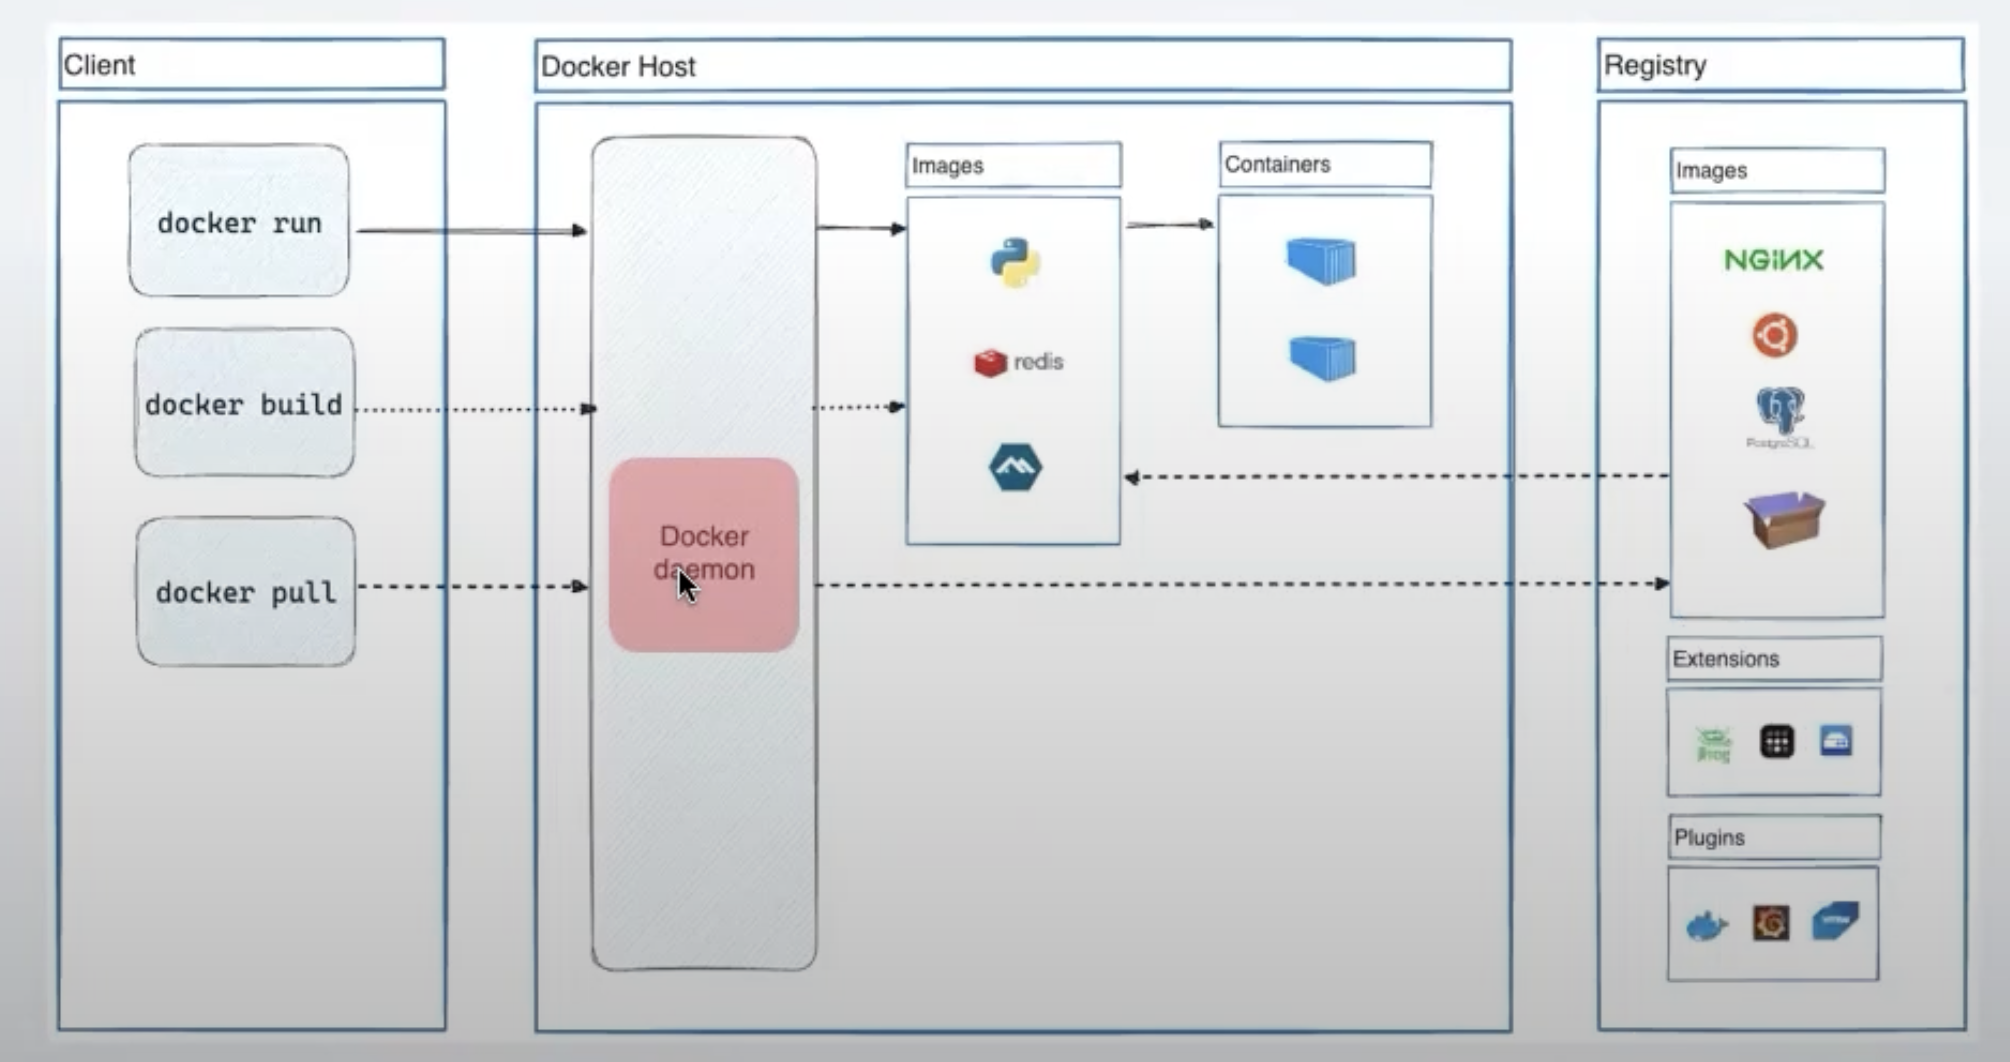 Client
docker run
docker build
docker pull
Docker Host
Docker
daemon
Images
redis
Containers
Registry
Images
NGINX
PostgreSQL
Extensions
Plugins